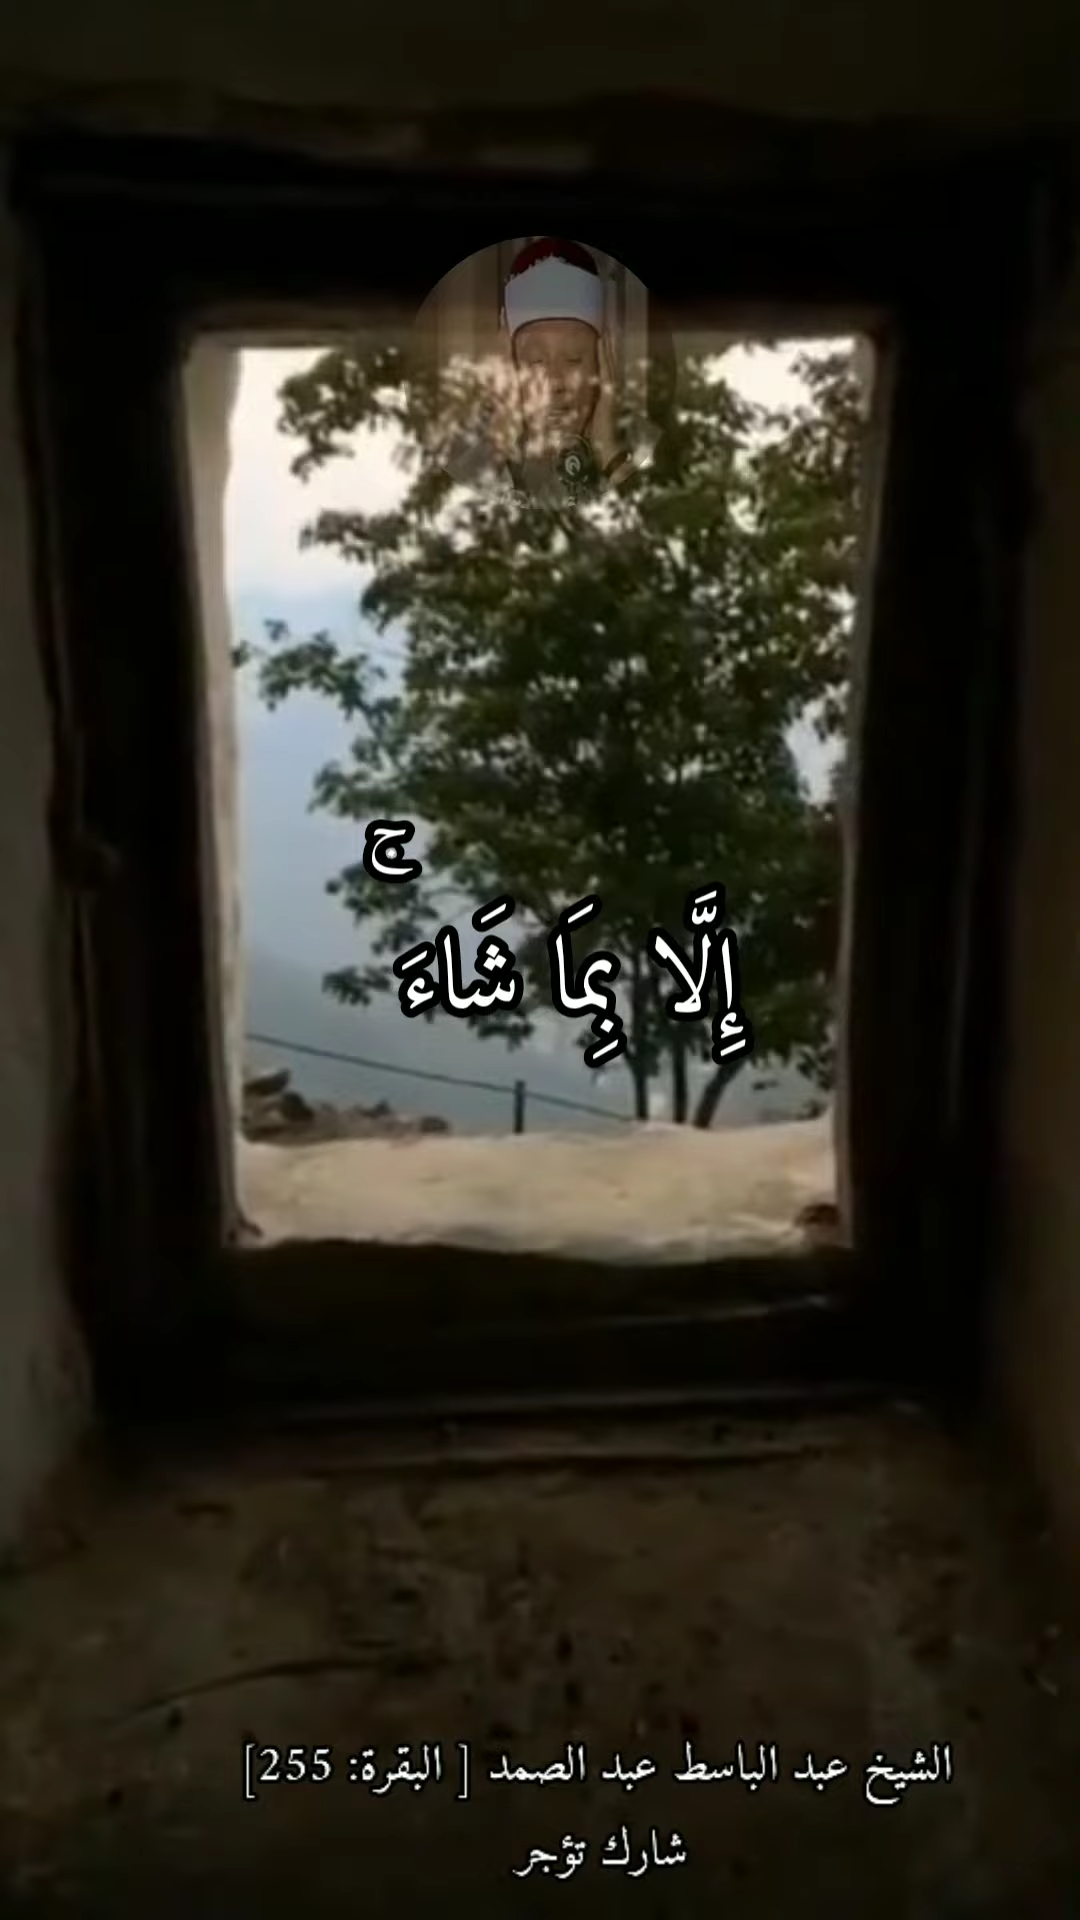 إِلَّا بِمَا شَاءَ ۚ
الشيخ عبد الباسط عبد الصمد [ البقرة: 255]
شارك تؤجر